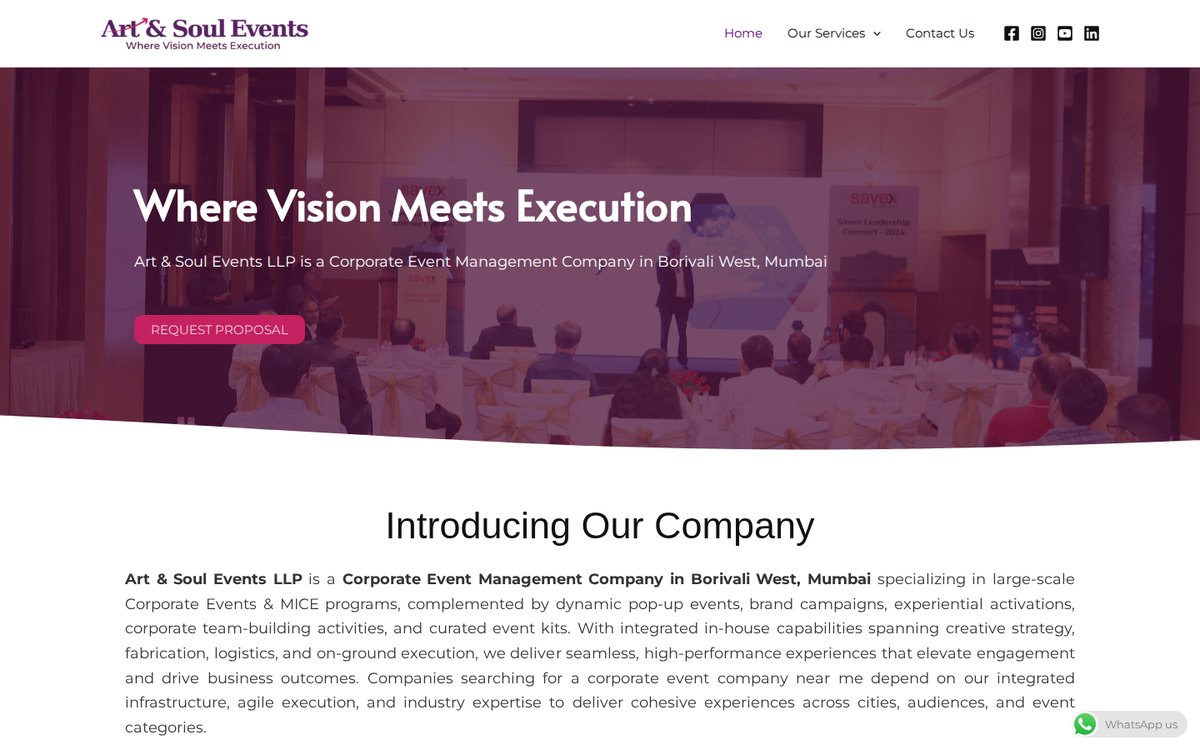 Art & Soul Events
Where Vision Meets Execution
Home
Our Services
Contact Us
savex
savex
Savex Leadership
Connect - 2024
Where Vision Meets Execution
Art & Soul Events LLP is a Corporate Event Management Company in Borivali West, Mumbai
savex
Powering Innovation
REQUEST PROPOSAL
Introducing Our Company
Art & Soul Events LLP is a Corporate Event Management Company in Borivali West, Mumbai specializing in large-scale
Corporate Events & MICE programs, complemented by dynamic pop-up events, brand campaigns, experiential activations,
corporate team-building activities, and curated event kits. With integrated in-house capabilities spanning creative strategy,
fabrication, logistics, and on-ground execution, we deliver seamless, high-performance experiences that elevate engagement
and drive business outcomes. Companies searching for a corporate event company near me depend on our integrated
infrastructure, agile execution, and industry expertise to deliver cohesive experiences across cities, audiences, and event
categories.
WhatsApp us